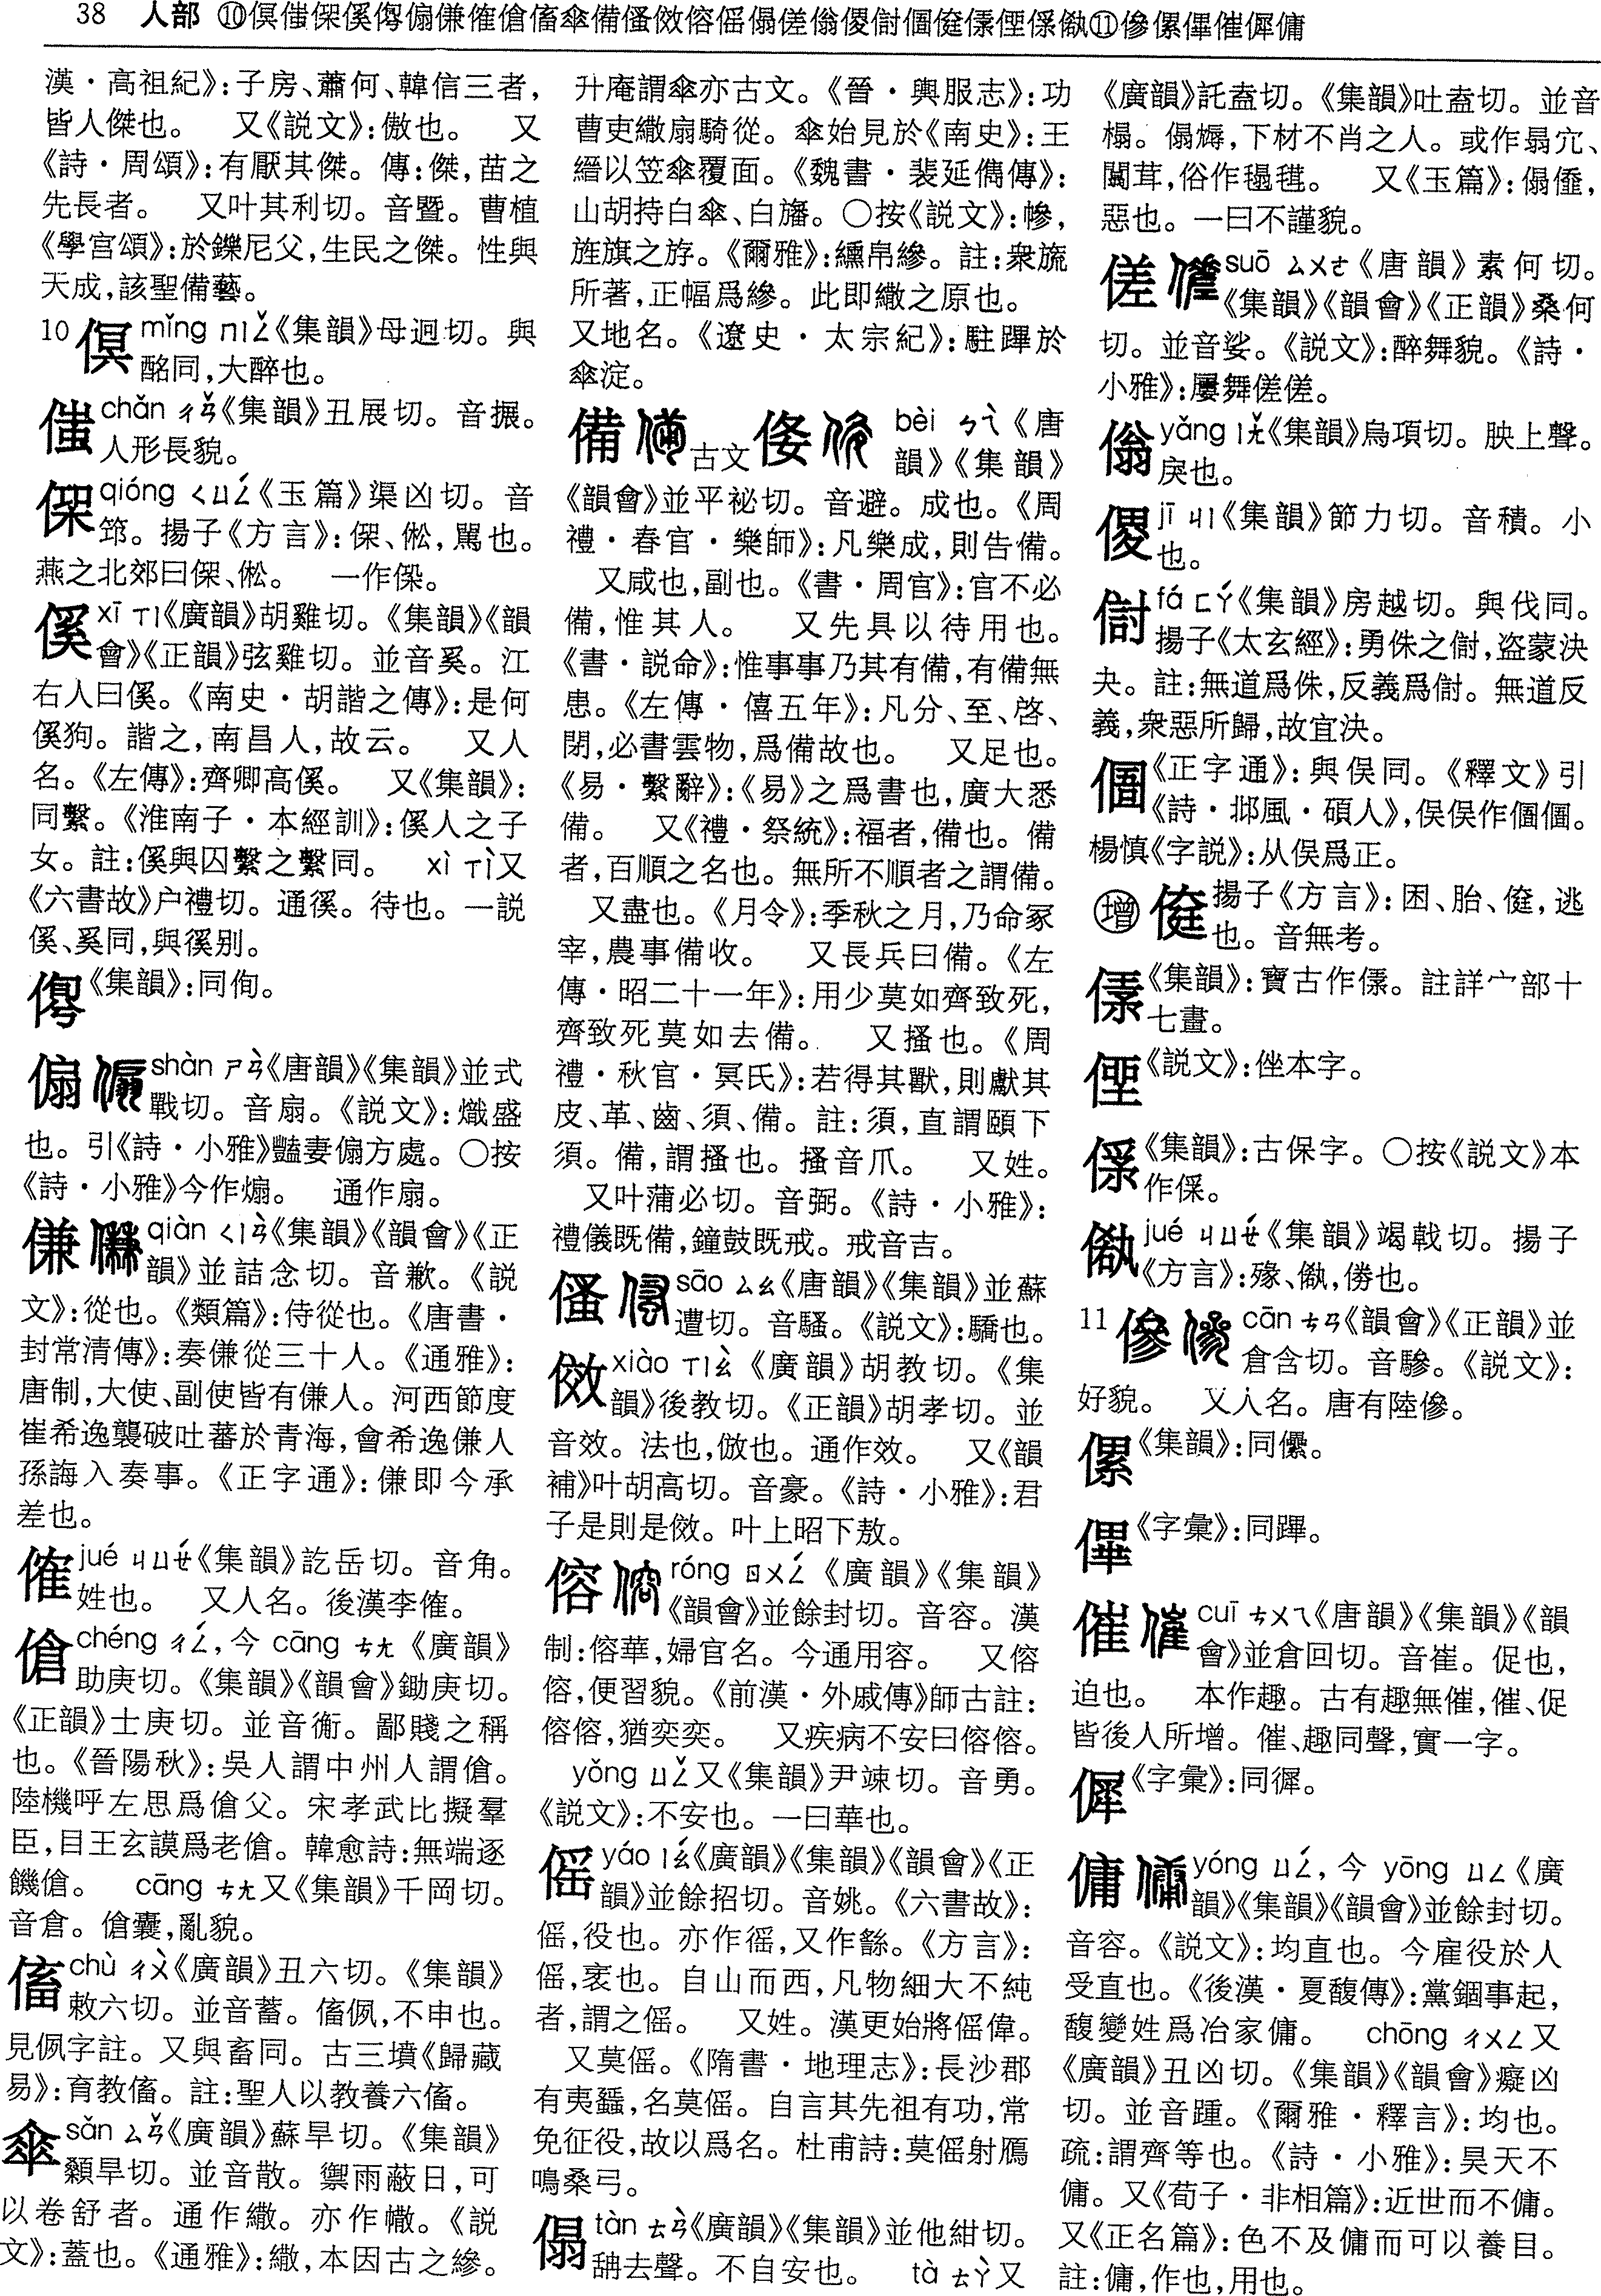 38 人部 ⑩傊傓備傜傖⑪傪傫催傭
漢·高祖紀》:子房、蕭何、韓信三者,
皆人傑也。 又《説文》:傲也。 又
《詩·周頌》:有厭其傑。傳:傑,苗之
先長者。 又叶其利切。音曁。曹植
《學宮頌》:於鑠尼父,生民之傑。性與
天成,該聖備藝。
10 𠋶 mǐng ㄇㄧㄥˇ《集韻》母迥切。與
酩同,大醉也。
chǎn ㄔㄢˇ《集韻》丑展切。音搌。
人形長貌。
qióng ㄑㄩㄥˊ《玉篇》渠凶切。音
筇。揚子《方言》:㑋、倯,駡也。
燕之北郊曰㑋、倯。 一作傑。
傒 xī ㄒㄧ《廣韻》胡雞切。《集韻》《韻
會》《正韻》弦雞切。並音奚。江
右人曰傒。《南史·胡諧之傳》:是何
傒狗。諧之,南昌人,故云。 又人
名。《左傳》:齊卿高傒。 又《集韻》:
同繫。《淮南子·本經訓》:傒人之子
女。註:傒與囚繫之繫同。 xì ㄒㄧˋ又
《六書故》户禮切。通徯。待也。一説
傒、奚同,與徯别。
《集韻》:同侚。
傓 shàn ㄕㄢˋ《唐韻》《集韻》並式
戰切。音扇。《説文》:熾盛
也。引《詩·小雅》豔妻傓方處。〇按
《詩·小雅》今作煽。 通作扇。
傔 qiàn ㄑㄧㄢˋ《集韻》《韻會》《正
韻》並詰念切。音歉。《説
文》:從也。《類篇》:侍從也。《唐書·
封常清傳》:奏傔從三十人。《通雅》:
唐制,大使、副使皆有傔人。河西節度
崔希逸襲破吐蕃於青海,會希逸傔人
孫誨入奏事。《正字通》:傔即今承
差也。
傕 jué ㄐㄩㄝˊ《集韻》訖岳切。音角。
姓也。 又人名。後漢李傕。
傖 chéng ㄔㄥˊ,今 cāng ㄘㄤ《廣韻》
助庚切。《集韻》《韻會》鋤庚切。
《正韻》士庚切。並音衡。鄙賤之稱
也。《晉陽秋》:吳人謂中州人謂傖。
陸機呼左思爲傖父。宋孝武比擬羣
臣,目王玄謨爲老傖。韓愈詩:無端逐
饑傖。 cāng ㄘㄤ又《集韻》千岡切。
音倉。傖囊,亂貌。
傗 chù ㄔㄨˋ《廣韻》丑六切。《集韻》
敕六切。並音蓄。傗㑉,不申也。
見㑉字註。又與畜同。古三墳《歸藏
易》:育教傗。註:聖人以教養六傗。
傘 sǎn ㄙㄢˇ《廣韻》蘇旱切。《集韻》
顙旱切。並音散。禦雨蔽日,可
以卷舒者。通作繖。亦作幰。《説
文》:蓋也。《通雅》:繖,本因古之縿。
升庵謂傘亦古文。《晉·輿服志》:功
曹吏繖扇騎從。傘始見於《南史》:王
縉以笠傘覆面。《魏書·裴延儁傳》:
山胡持白傘、白旛。〇按《説文》:幓,
旌旗之斿。《爾雅》:纁帛縿。註:衆旒
所著,正幅爲縿。此即繖之原也。
又地名。《遼史·太宗紀》:駐蹕於
傘淀。
備 古文 俻 bèi ㄅㄟˋ《唐
韻》《集韻》
《韻會》並平祕切。音避。成也。《周
禮·春官·樂師》:凡樂成,則告備。
又咸也,副也。《書·周官》:官不必
備,惟其人。 又先具以待用也。
《書·説命》:惟事事乃其有備,有備無
患。《左傳·僖五年》:凡分、至、啓、
閉,必書雲物,爲備故也。 又足也。
《易·繫辭》:《易》之爲書也,廣大悉
備。 又《禮·祭統》:福者,備也。備
者,百順之名也。無所不順者之謂備。
又盡也。《月令》:季秋之月,乃命冢
宰,農事備收。 又長兵曰備。《左
傳·昭二十一年》:用少莫如齊致死,
齊致死莫如去備。 又搔也。《周
禮·秋官·冥氏》:若得其獸,則獻其
皮、革、齒、須、備。註:須,直謂頤下
須。備,謂搔也。搔音爪。 又姓。
又叶蒲必切。音弼。《詩·小雅》:
禮儀既備,鐘鼓既戒。戒音吉。
傞 sāo ㄙㄠ《唐韻》《集韻》並蘇
遭切。音騷。《説文》:驕也。
傚 xiào ㄒㄧㄠˋ《廣韻》胡教切。《集
韻》後教切。《正韻》胡孝切。並
音效。法也,倣也。通作效。 又《韻
補》叶胡高切。音豪。《詩·小雅》:君
子是則是傚。叶上昭下敖。
傛 róng ㄖㄨㄥˊ《廣韻》《集韻》
《韻會》並餘封切。音容。漢
制:傛華,婦官名。今通用容。 又傛
傛,便習貌。《前漢·外戚傳》師古註:
傛傛,猶奕奕。 又疾病不安曰傛傛。
yǒng ㄩㄥˇ又《集韻》尹竦切。音勇。
《説文》:不安也。一曰華也。
傜 yáo ㄧㄠˊ《廣韻》《集韻》《韻會》《正
韻》並餘招切。音姚。《六書故》:
傜,役也。亦作徭,又作繇。《方言》:
傜,袤也。自山而西,凡物細大不純
者,謂之傜。 又姓。漢更始將傜偉。
又莫傜。《隋書·地理志》:長沙郡
有夷蜑,名莫傜。自言其先祖有功,常
免征役,故以爲名。杜甫詩:莫傜射鴈
鳴桑弓。
傝 tàn ㄊㄢˋ《廣韻》《集韻》並他紺切。
聃去聲。不自安也。 tà ㄊㄚˋ又
《廣韻》託盍切。《集韻》吐盍切。並音
榻。傝㒓,下材不肖之人。或作㒊宂、
闒茸,俗作毾㲪。 又《玉篇》:傝儓,
惡也。一曰不謹貌。
傞 suō ㄙㄨㄛ《唐韻》素何切。
《集韻》《韻會》《正韻》桑何
切。並音娑。《説文》:醉舞貌。《詩·
小雅》:屢舞傞傞。
㑪 yǎng ㄧㄤˇ《集韻》烏項切。胦上聲。
戾也。
㑡 jī ㄐㄧ《集韻》節力切。音積。小
也。
傠 fá ㄈㄚˊ《集韻》房越切。與伐同。
揚子《太玄經》:勇侏之傠,盗蒙決
夬。註:無道爲侏,反義爲傠。無道反
義,衆惡所歸,故宜決。
《正字通》:與俁同。《釋文》引
《詩·邶風·碩人》,俁俁作㒁㒁。
楊慎《字説》:从俁爲正。
增 揚子《方言》:困、胎、㒀,逃
也。音無考。
《集韻》:寶古作㒃。註詳宀部十
七畫。
《説文》:侳本字。
《集韻》:古保字。〇按《説文》本
作保。
jué ㄐㄩㄝˊ《集韻》竭戟切。揚子
《方言》:㱦、㑮,僗也。
11 傪 cān ㄘㄢ《韻會》《正韻》並
倉含切。音驂。《説文》:
好貌。 又人名。唐有陸傪。
傫《集韻》:同儽。
㓖《字彙》:同蹕。
催 cuī ㄘㄨㄟ《唐韻》《集韻》《韻
會》並倉回切。音崔。促也,
迫也。 本作趣。古有趣無催,催、促
皆後人所增。催、趣同聲,實一字。
《字彙》:同徲。
傭 yóng ㄩㄥˊ,今 yōng ㄩㄥ《廣
韻》《集韻》《韻會》並餘封切。
音容。《説文》:均直也。今雇役於人
受直也。《後漢·夏馥傳》:黨錮事起,
馥變姓爲冶家傭。 chōng ㄔㄨㄥ又
《廣韻》丑凶切。《集韻》《韻會》癡凶
切。並音踵。《爾雅·釋言》:均也。
疏:謂齊等也。《詩·小雅》:昊天不
傭。又《荀子·非相篇》:近世而不傭。
又《正名篇》:色不及傭而可以養目。
註:傭,作也,用也。